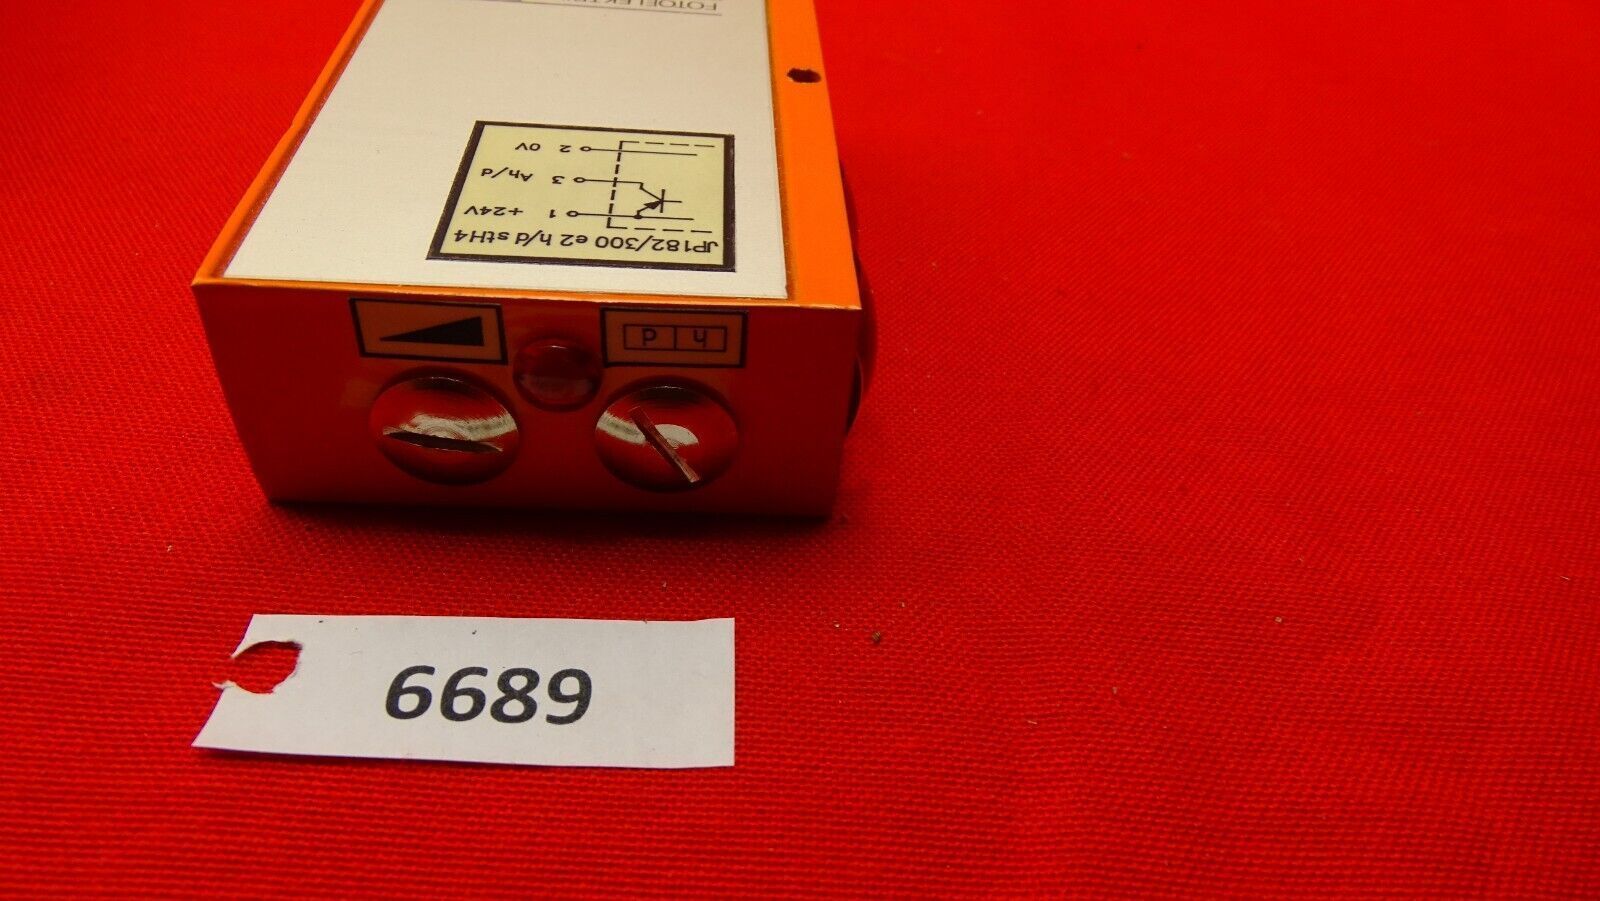 JP182/300 e2 h/d stH4
1 +24V
3 Ah/d
2 0V
h d
6689